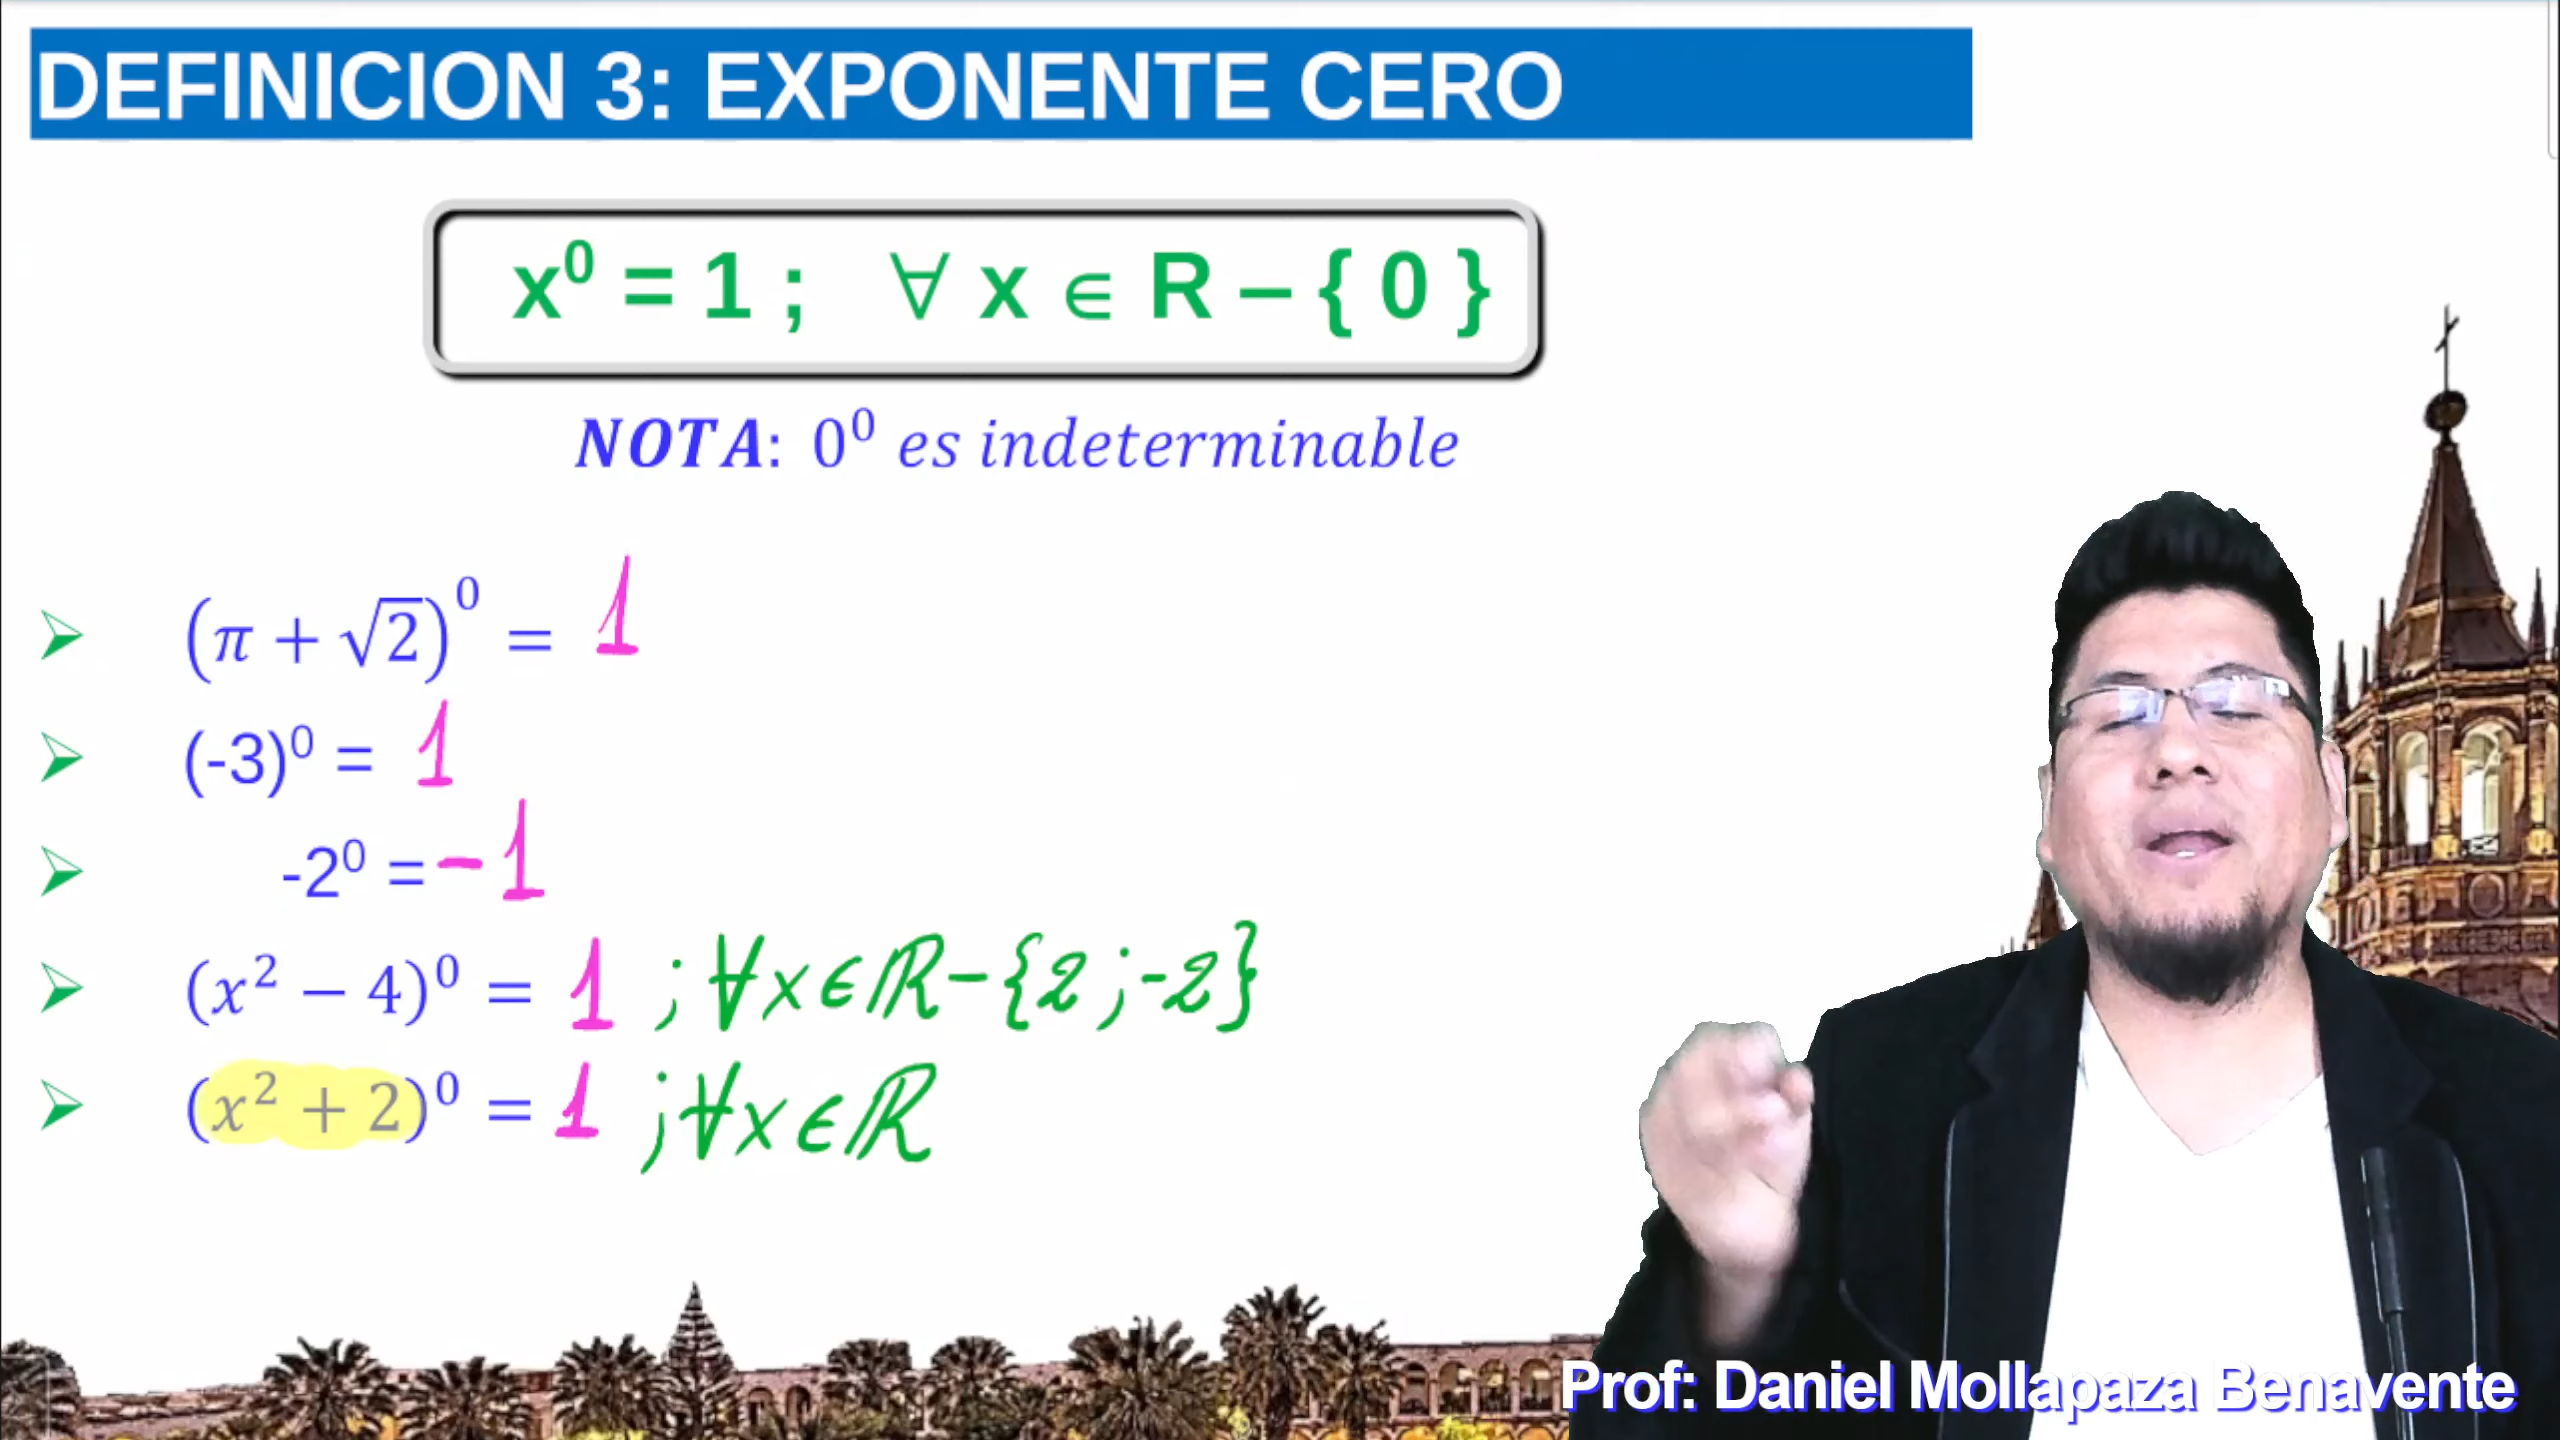 DEFINICION 3: EXPONENTE CERO
x⁰ = 1 ; ∀ x ∈ R – { 0 }
NOTA: 0⁰ es indeterminable
(π + √2)⁰ = 1
(-3)⁰ = 1
-2⁰ = -1
(x² − 4)⁰ = 1 ; ∀x∈ℝ-{2;-2}
(x² + 2)⁰ = 1 ; ∀x∈ℝ
Prof: Daniel Mollapaza Benavente